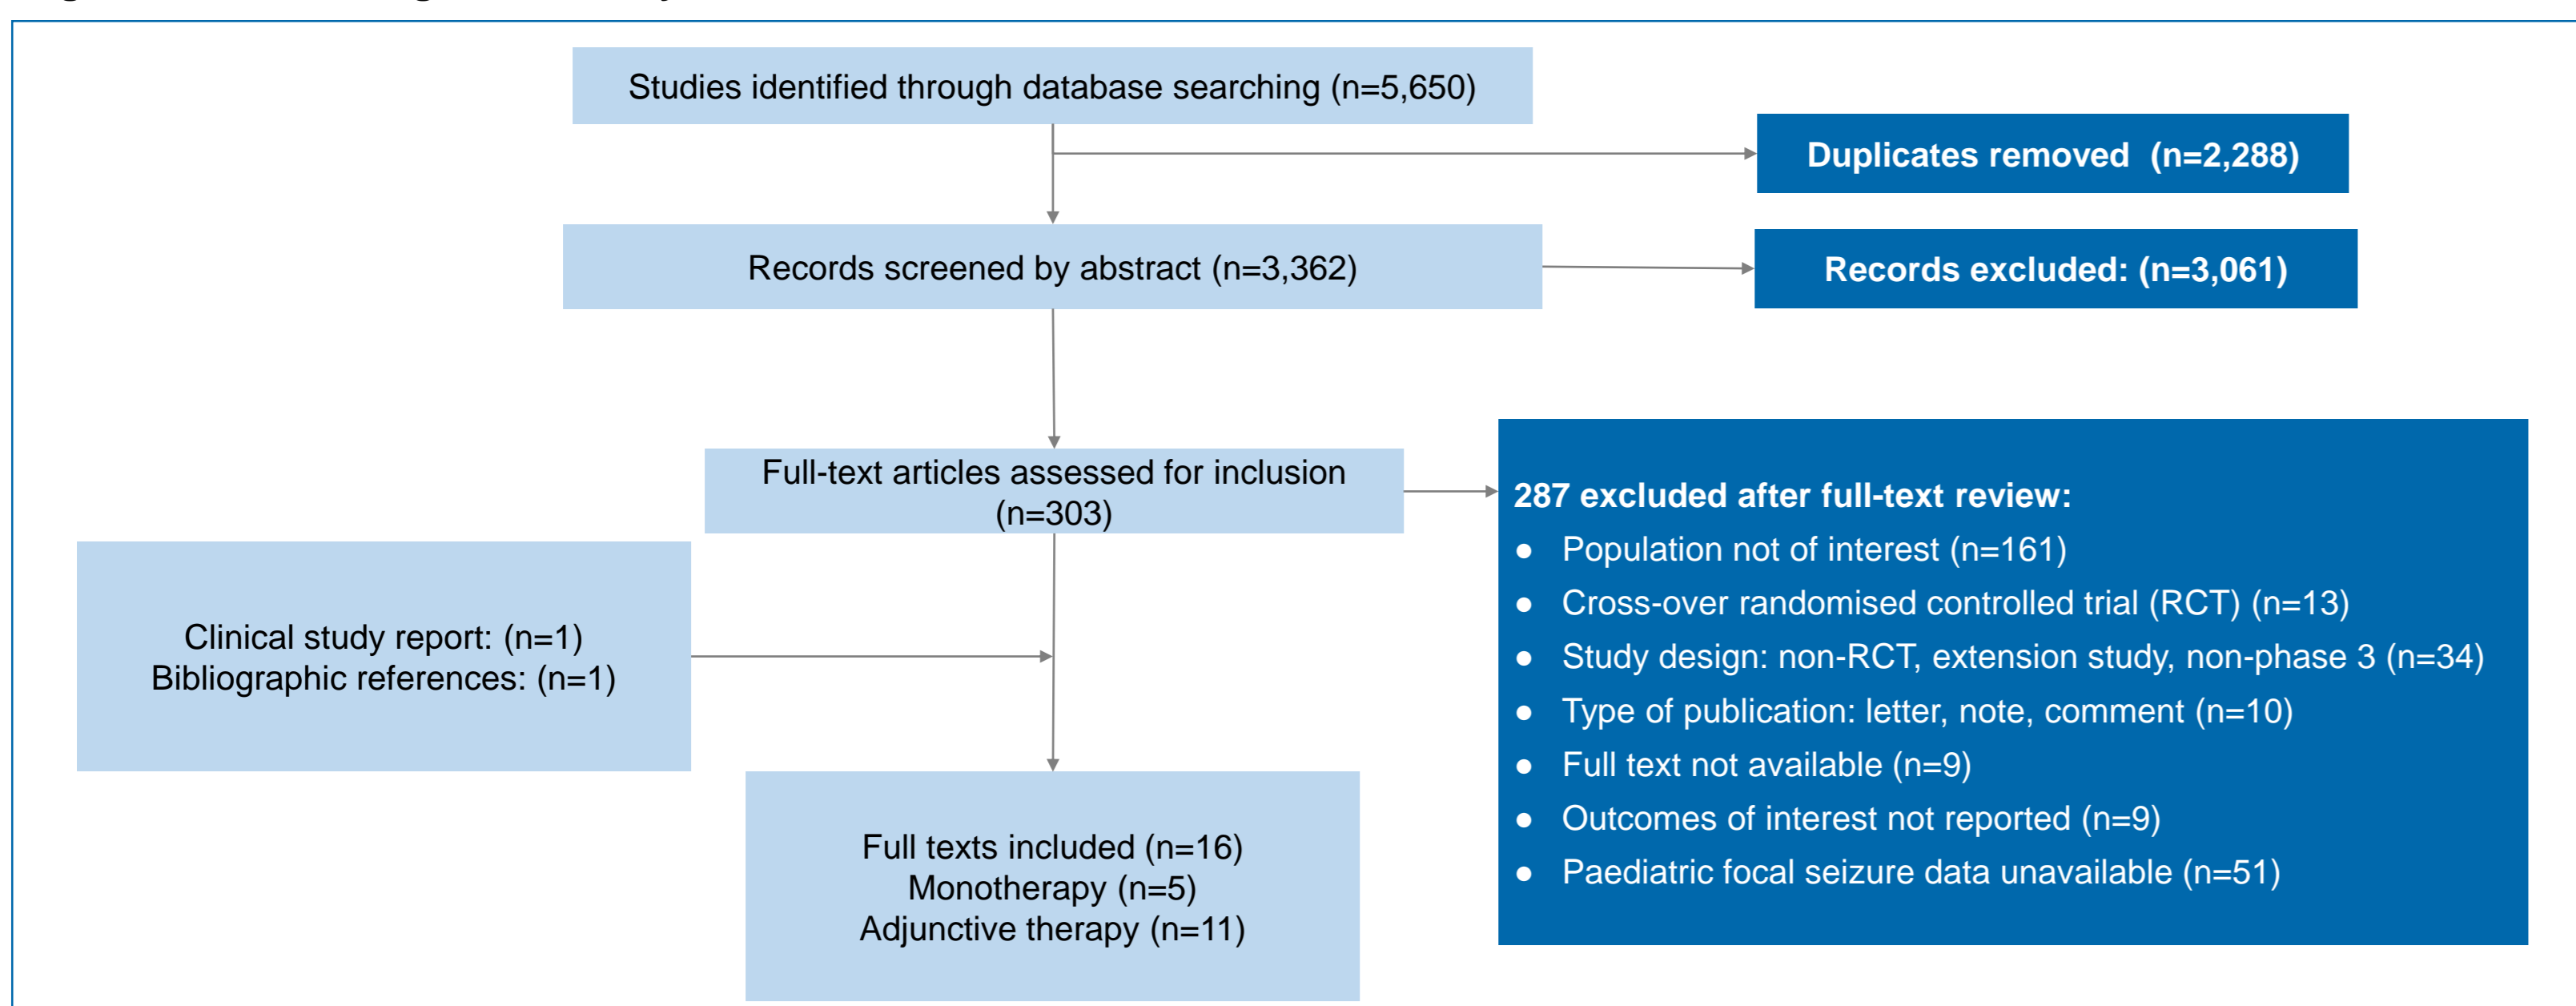 Studies identified through database searching (n=5,650)
Duplicates removed (n=2,288)
Records screened by abstract (n=3,362)
Records excluded: (n=3,061)
Full-text articles assessed for inclusion
(n=303)
287 excluded after full-text review:
● Population not of interest (n=161)
● Cross-over randomised controlled trial (RCT) (n=13)
● Study design: non-RCT, extension study, non-phase 3 (n=34)
● Type of publication: letter, note, comment (n=10)
● Full text not available (n=9)
● Outcomes of interest not reported (n=9)
● Paediatric focal seizure data unavailable (n=51)
Clinical study report: (n=1)
Bibliographic references: (n=1)
Full texts included (n=16)
Monotherapy (n=5)
Adjunctive therapy (n=11)